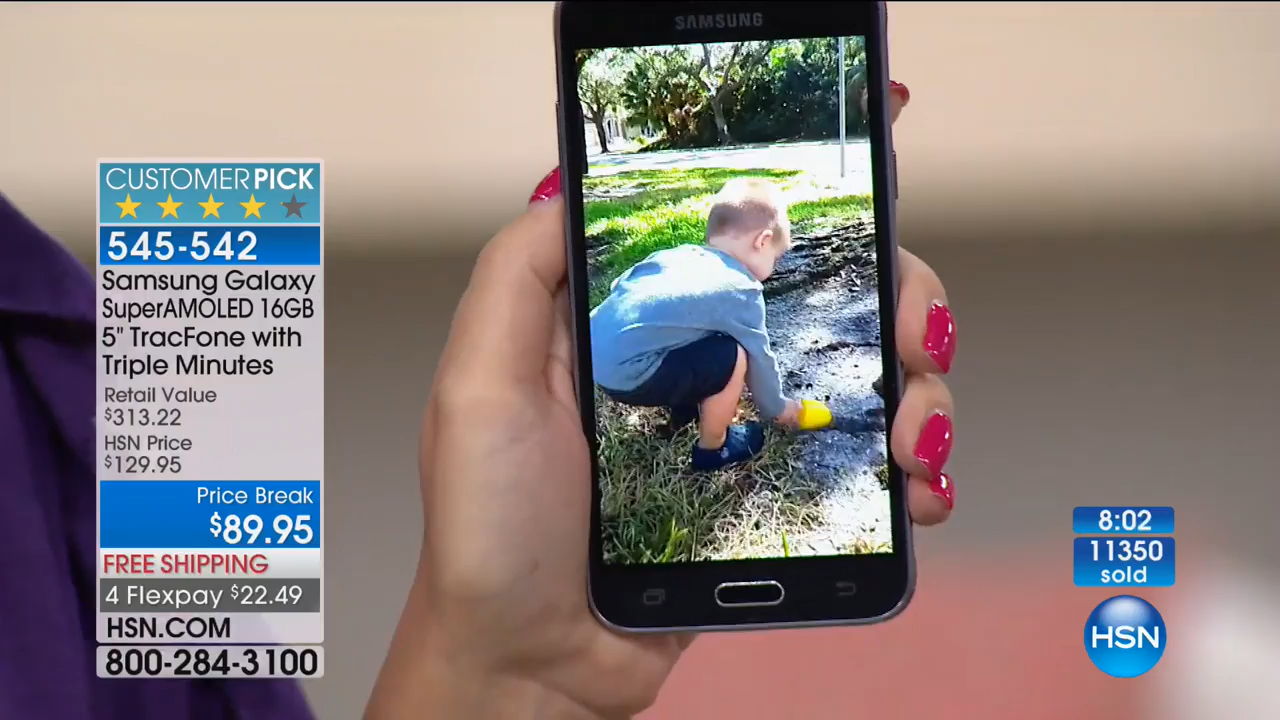 SAMSUNG
CUSTOMERPICK
545-542
Samsung Galaxy
SuperAMOLED 16GB
5" TracFone with
Triple Minutes
Retail Value
$313.22
HSN Price
$129.95
Price Break
$89.95
FREE SHIPPING
4 Flexpay $22.49
HSN.COM
800-284-3100
8:02
11350
sold
HSN